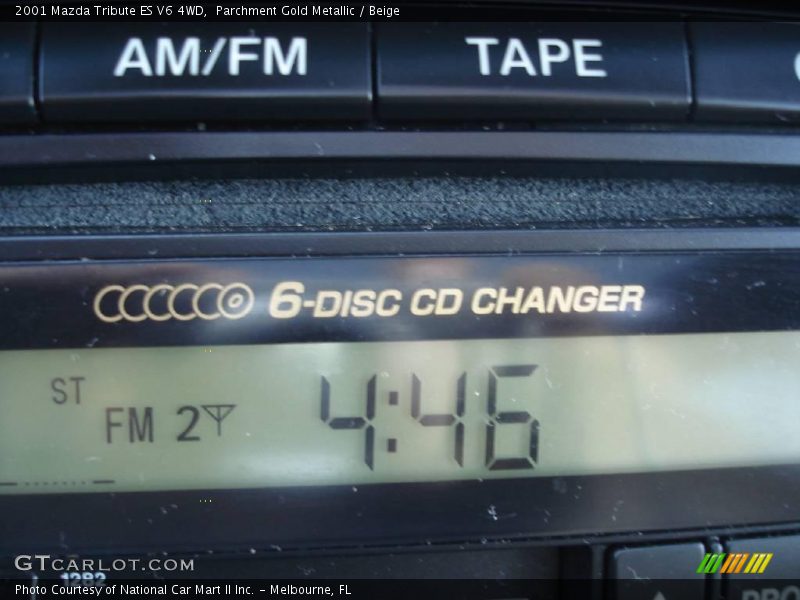 2001 Mazda Tribute ES V6 4WD, Parchment Gold Metallic / Beige
AM/FM TAPE
6-DISC CD CHANGER
ST
FM 2 4:46
GTCARLOT.COM
1282
Photo Courtesy of National Car Mart II Inc. - Melbourne, FL